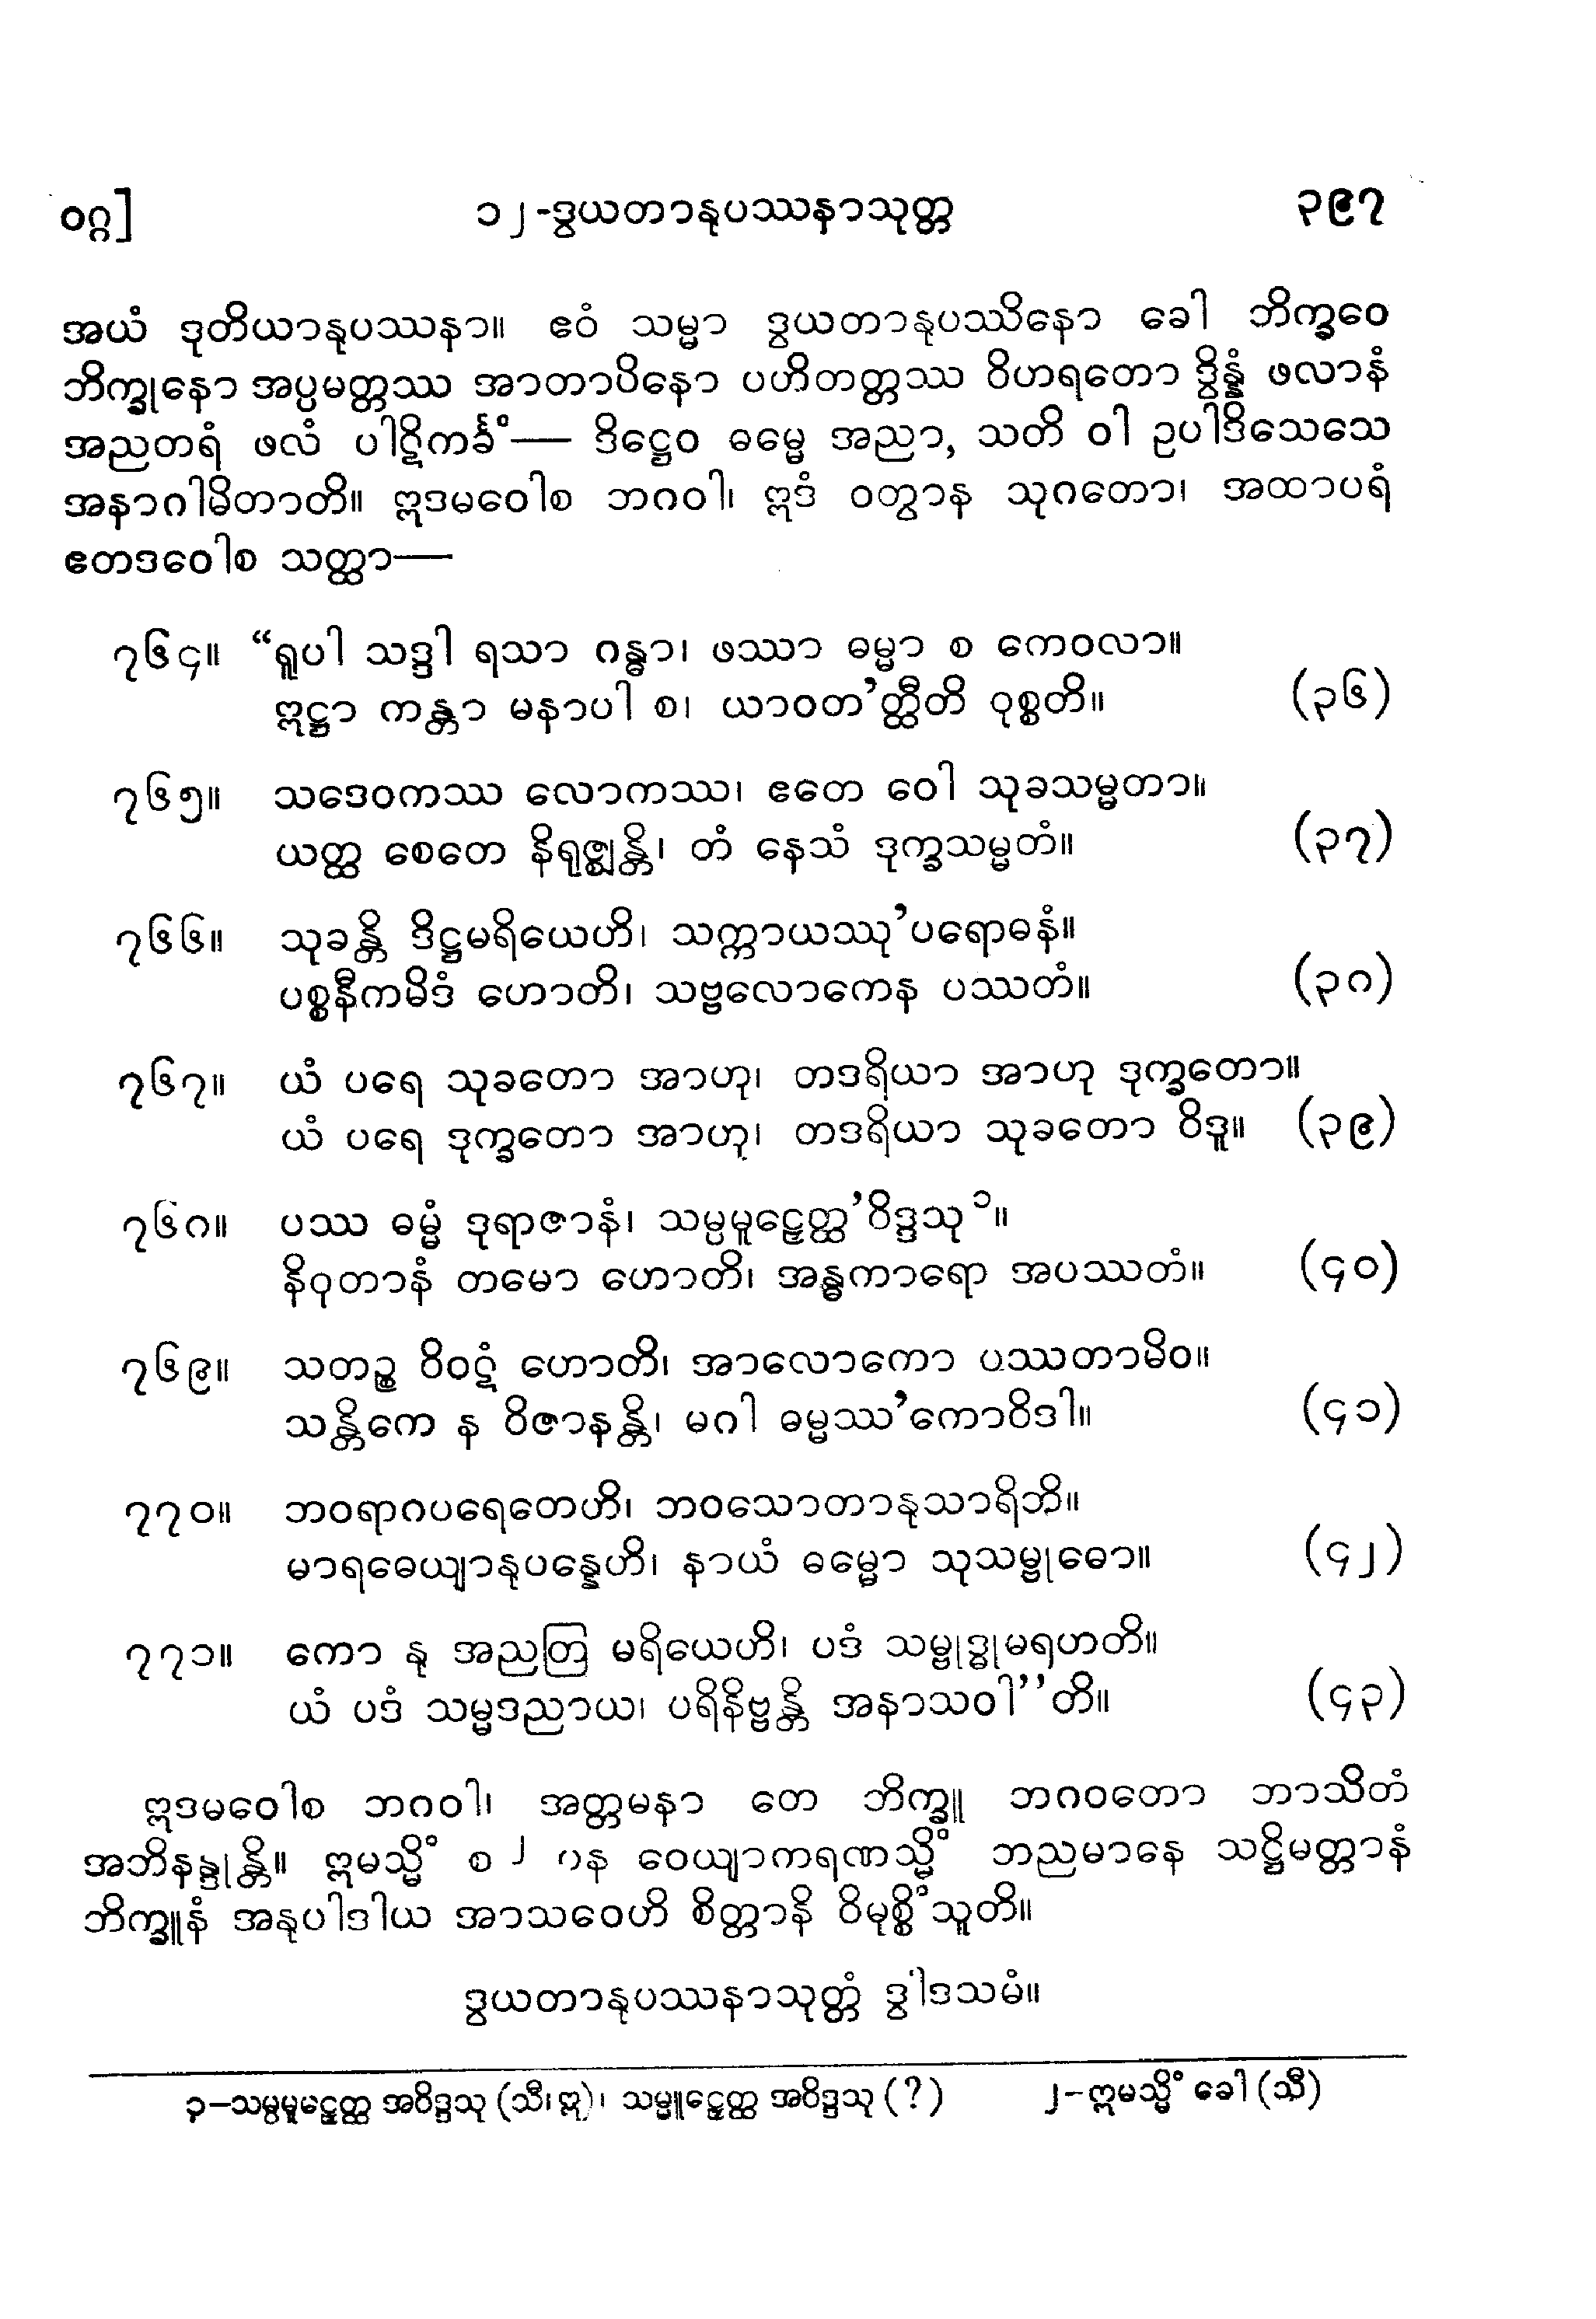 ဝဂ္ဂ]
၁၂-ဒွယတာနုပဿနာသုတ္တ
၃၉၇
အယံ ဒုတိယာနုပဿနာ။ ဧဝံ သမ္မာ ဒွယတာနုပဿိနော ခေါ ဘိက္ခဝေ
ဘိက္ခုနော အပ္ပမတ္တဿ အာတာပိနော ပဟိတတ္တဿ ဝိဟရတော ဒွိန္နံ ဖလာနံ
အညတရံ ဖလံ ပါဋိကင်္ခံ— ဒိဋ္ဌေဝ ဓမ္မေ အညာ, သတိ ဝါ ဥပါဒိသေသေ
အနာဂါမိတာတိ။ ဣဒမဝေါစ ဘဂဝါ၊ ဣဒံ ဝတွာန သုဂတော၊ အထာပရံ
ဧတဒဝေါစ သတ္ထာ—
၇၆၄။ “ရူပါ သဒ္ဒါ ရသာ ဂန္ဓာ၊ ဖဿာ ဓမ္မာ စ ကေဝလာ။
ဣဋ္ဌာ ကန္တာ မနာပါ စ၊ ယာဝတ’တ္ထီတိ ဝုစ္စတိ။ (၃၆)
၇၆၅။ သဒေဝကဿ လောကဿ၊ ဧတေ ဝေါ သုခသမ္မတာ။
ယတ္ထ စေတေ နိရုဇ္ဈန္တိ၊ တံ နေသံ ဒုက္ခသမ္မတံ။ (၃၇)
၇၆၆။ သုခန္တိ ဒိဋ္ဌမရိယေဟိ၊ သက္ကာယဿု’ပရောဓနံ။
ပစ္စနီကမိဒံ ဟောတိ၊ သဗ္ဗလောကေန ပဿတံ။ (၃၈)
၇၆၇။ ယံ ပရေ သုခတော အာဟု၊ တဒရိယာ အာဟု ဒုက္ခတော။
ယံ ပရေ ဒုက္ခတော အာဟု၊ တဒရိယာ သုခတော ဝိဒူ။ (၃၉)
၇၆၈။ ပဿ ဓမ္မံ ဒုရာဇာနံ၊ သမ္ပမူဠှေတ္ထ’ဝိဒ္ဒသု ၁။
နိဝုတာနံ တမော ဟောတိ၊ အန္ဓကာရော အပဿတံ။ (၄၀)
၇၆၉။ သတဉ္စ ဝိဝဋံ ဟောတိ၊ အာလောကော ပဿတာမိဝ။
သန္တိကေ န ဝိဇာနန္တိ၊ မဂါ ဓမ္မဿ’ကောဝိဒါ။ (၄၁)
၇၇၀။ ဘဝရာဂပရေတေဟိ၊ ဘဝသောတာနုသာရိဘိ။
မာရဓေယျာနုပန္နေဟိ၊ နာယံ ဓမ္မော သုသမ္ဗုဓော။ (၄၂)
၇၇၁။ ကော နု အညတြ မရိယေဟိ၊ ပဒံ သမ္ဗုဒ္ဓုမရဟတိ။
ယံ ပဒံ သမ္မဒညာယ၊ ပရိနိဗ္ဗန္တိ အနာသဝါ’’တိ။ (၄၃)
ဣဒမဝေါစ ဘဂဝါ၊ အတ္တမနာ တေ ဘိက္ခူ ဘဂဝတော ဘာသိတံ
အဘိနန္ဒုန္တိ။ ဣမသ္မိံ စ ၂ ပန ဝေယျာကရဏသ္မိံ ဘညမာနေ သဋ္ဌိမတ္တာနံ
ဘိက္ခူနံ အနုပါဒါယ အာသဝေဟိ စိတ္တာနိ ဝိမုစ္စိံသူတိ။
ဒွယတာနုပဿနာသုတ္တံ ဒွါဒသမံ။
၃—သမ္ပမူဠှေတ္ထ အဝိဒ္ဒသု (သီ၊ ဣ)၊ သမ္မူဠှေတ္ထ အဝိဒ္ဒသု (?) ၂-ဣမသ္မိံ ခေါ (သီ)